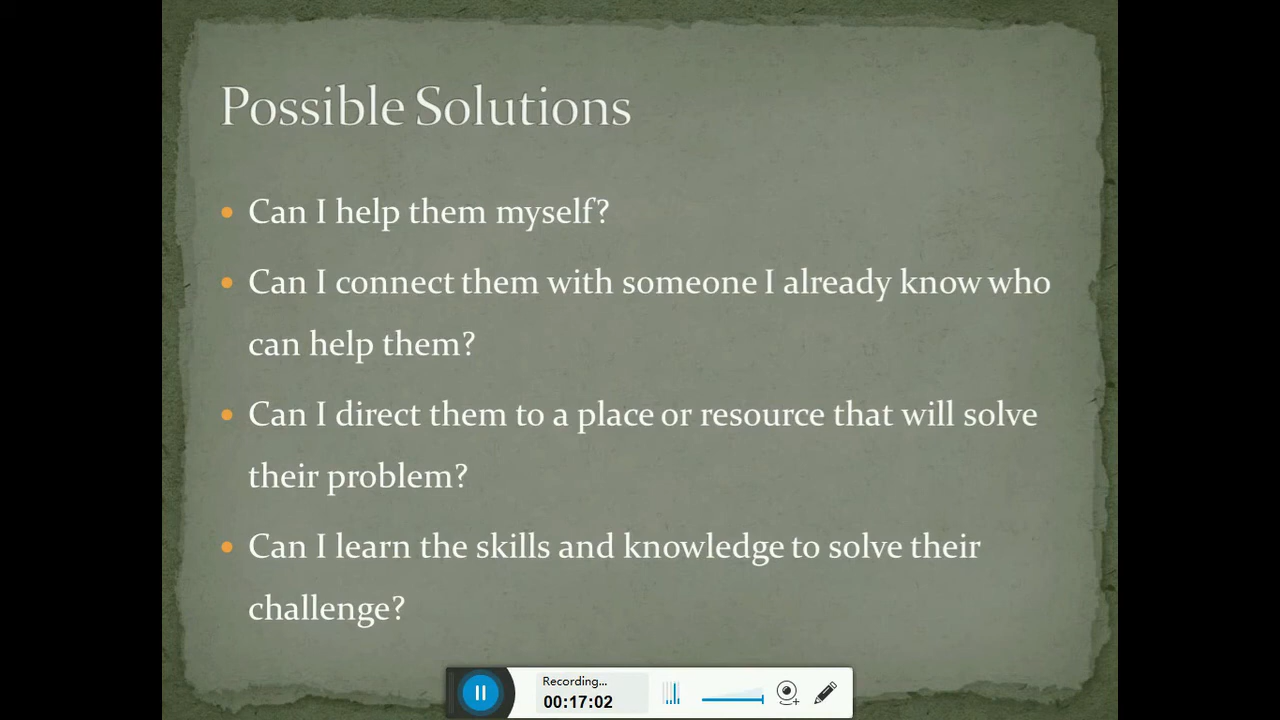 Possible Solutions
• Can I help them myself?
• Can I connect them with someone I already know who
can help them?
• Can I direct them to a place or resource that will solve
their problem?
• Can I learn the skills and knowledge to solve their
challenge?
Recording...
00:17:02